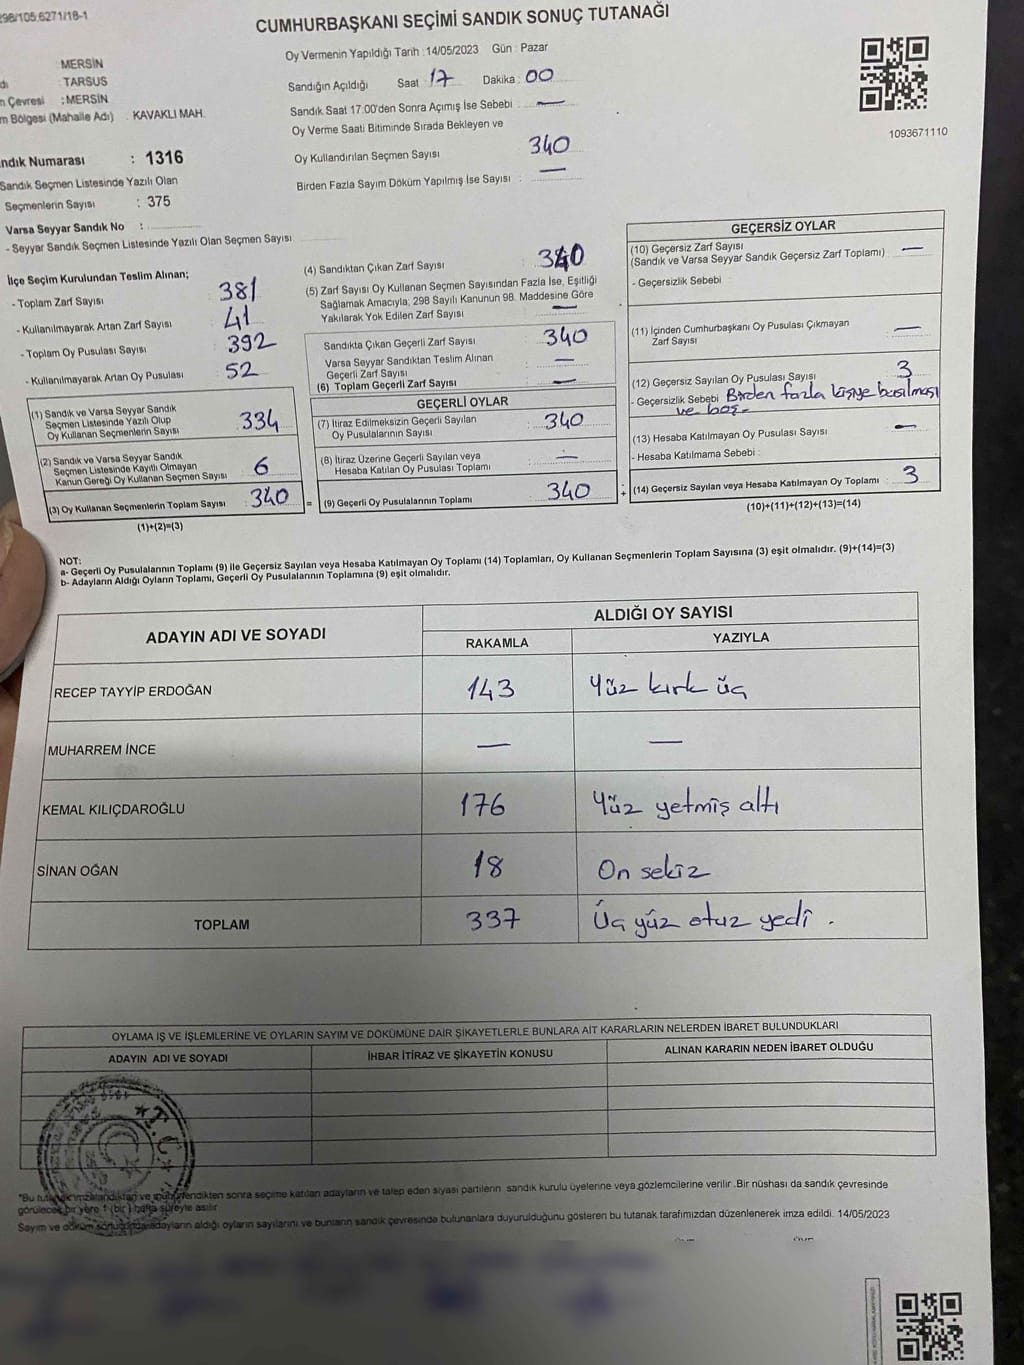 298/105.6271/18-1
CUMHURBAŞKANI SEÇİMİ SANDIK SONUÇ TUTANAĞI
MERSİN
TARSUS
:MERSİN
Bölgesi (Mahalle Adı) : KAVAKLI MAH.
Oy Vermenin Yapıldığı Tarih :14/05/2023 Gün : Pazar
Sandığın Açıldığı Saat : 17 Dakika : 00
Sandık Saat 17:00'den Sonra Açımış İse Sebebi : —
Oy Verme Saati Bitiminde Sırada Bekleyen ve
Oy Kullandırılan Seçmen Sayısı : 340
Birden Fazla Sayım Döküm Yapılmış İse Sayısı : —
1093671110
Numarası : 1316
Sandık Seçmen Listesinde Yazılı Olan
Seçmenlerin Sayısı : 375
Varsa Seyyar Sandık No :
- Seyyar Sandık Seçmen Listesinde Yazılı Olan Seçmen Sayısı :
İlçe Seçim Kurulundan Teslim Alınan;
- Toplam Zarf Sayısı : 381
- Kullanılmayarak Artan Zarf Sayısı : 41
- Toplam Oy Pusulası Sayısı : 392
- Kullanılmayarak Artan Oy Pusulası : 52
(1) Sandık ve Varsa Seyyar Sandık
Seçmen Listesinde Yazılı Olup
Oy Kullanan Seçmenlerin Sayısı : 334
(2) Sandık ve Varsa Seyyar Sandık
Seçmen Listesinde Kayıtlı Olmayan
Kanun Gereği Oy Kullanan Seçmen Sayısı : 6
(3) Oy Kullanan Seçmenlerin Toplam Sayısı : 340
(1)+(2)=(3)
(4) Sandıktan Çıkan Zarf Sayısı : 340
(5) Zarf Sayısı Oy Kullanan Seçmen Sayısından Fazla İse, Eşitliği
Sağlamak Amacıyla, 298 Sayılı Kanunun 98. Maddesine Göre
Yakılarak Yok Edilen Zarf Sayısı : —
Sandıkta Çıkan Geçerli Zarf Sayısı : 340
Varsa Seyyar Sandıktan Teslim Alınan
Geçerli Zarf Sayısı : —
(6) Toplam Geçerli Zarf Sayısı : —
GEÇERLİ OYLAR
(7) İtiraz Edilmeksizin Geçerli Sayılan
Oy Pusulalarının Sayısı : 340
(8) İtiraz Üzerine Geçerli Sayılan veya
Hesaba Katılan Oy Pusulası Toplamı : —
= (9) Geçerli Oy Pusulalarının Toplamı : 340
GEÇERSİZ OYLAR
(10) Geçersiz Zarf Sayısı
(Sandık ve Varsa Seyyar Sandık Geçersiz Zarf Toplamı) : —
- Geçersizlik Sebebi :
(11) İçinden Cumhurbaşkanı Oy Pusulası Çıkmayan
Zarf Sayısı : —
(12) Geçersiz Sayılan Oy Pusulası Sayısı : 3
- Geçersizlik Sebebi : Birden fazla kişiye basılması
ve boş.
(13) Hesaba Katılmayan Oy Pusulası Sayısı : —
- Hesaba Katılmama Sebebi :
+ (14) Geçersiz Sayılan veya Hesaba Katılmayan Oy Toplamı : 3
(10)+(11)+(12)+(13)=(14)
NOT:
a- Geçerli Oy Pusulalarının Toplamı (9) ile Geçersiz Sayılan veya Hesaba Katılmayan Oy Toplamı (14) Toplamları, Oy Kullanan Seçmenlerin Toplam Sayısına (3) eşit olmalıdır. (9)+(14)=(3)
b- Adayların Aldığı Oyların Toplamı, Geçerli Oy Pusulalarının Toplamına (9) eşit olmalıdır.
ADAYIN ADI VE SOYADI
ALDIĞI OY SAYISI
RAKAMLA YAZIYLA
RECEP TAYYİP ERDOĞAN 143 Yüz kırk üç
MUHARREM İNCE — —
KEMAL KILIÇDAROĞLU 176 Yüz yetmiş altı
SİNAN OĞAN 18 On sekiz
TOPLAM 337 Üç yüz otuz yedi .
OYLAMA İŞ VE İŞLEMLERİNE VE OYLARIN SAYIM VE DÖKÜMÜNE DAİR ŞİKAYETLERLE BUNLARA AİT KARARLARIN NELERDEN İBARET BULUNDUKLARI
ADAYIN ADI VE SOYADI İHBAR İTİRAZ VE ŞİKAYETİN KONUSU ALINAN KARARIN NEDEN İBARET OLDUĞU
T.C.
*Bu tutanak imzalandıktan ve mühürlendikten sonra seçime katılan adayların ve talep eden siyasi partilerin sandık kurulu üyelerine veya gözlemcilerine verilir .Bir nüshası da sandık çevresinde
görülecek bir yere 1 (bir) hafta süreyle asılır
Sayım ve döküm sonucunda adayların aldığı oyların sayılarını ve bunların sandık çevresinde bulunanlara duyurulduğunu gösteren bu tutanak tarafımızdan düzenlenerek imza edildi. 14/05/2023